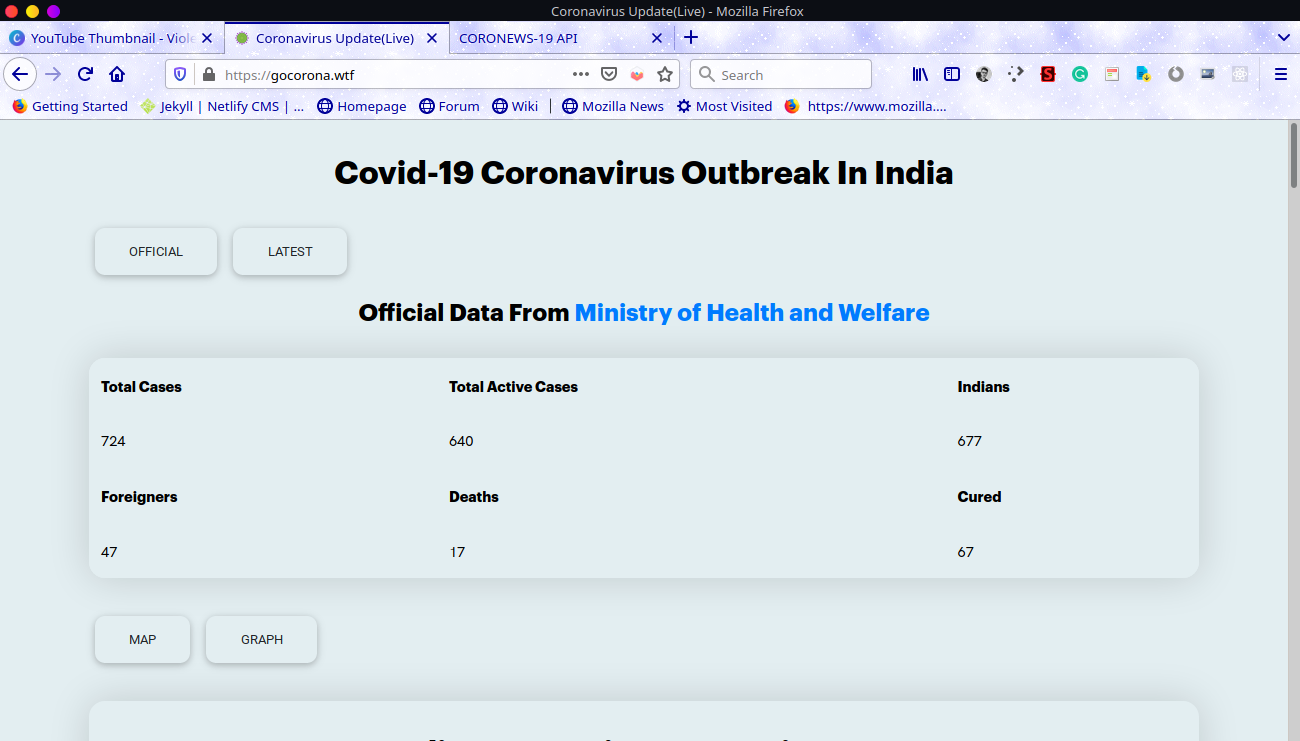 Coronavirus Update(Live) - Mozilla Firefox
YouTube Thumbnail - Viole
Coronavirus Update(Live)
CORONEWS-19 API
https://gocorona.wtf
Search
Getting Started
Jekyll | Netlify CMS | ...
Homepage
Forum
Wiki
Mozilla News
Most Visited
https://www.mozilla....
Covid-19 Coronavirus Outbreak In India
OFFICIAL LATEST
Official Data From Ministry of Health and Welfare
Total Cases Total Active Cases Indians
724 640 677
Foreigners Deaths Cured
47 17 67
MAP GRAPH